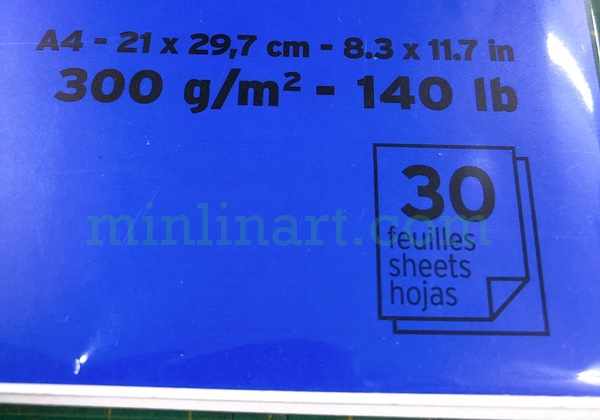 A4 - 21 x 29,7 cm - 8.3 x 11.7 in
300 g/m² - 140 lb
30
minlinart.com
feuilles
sheets
hojas